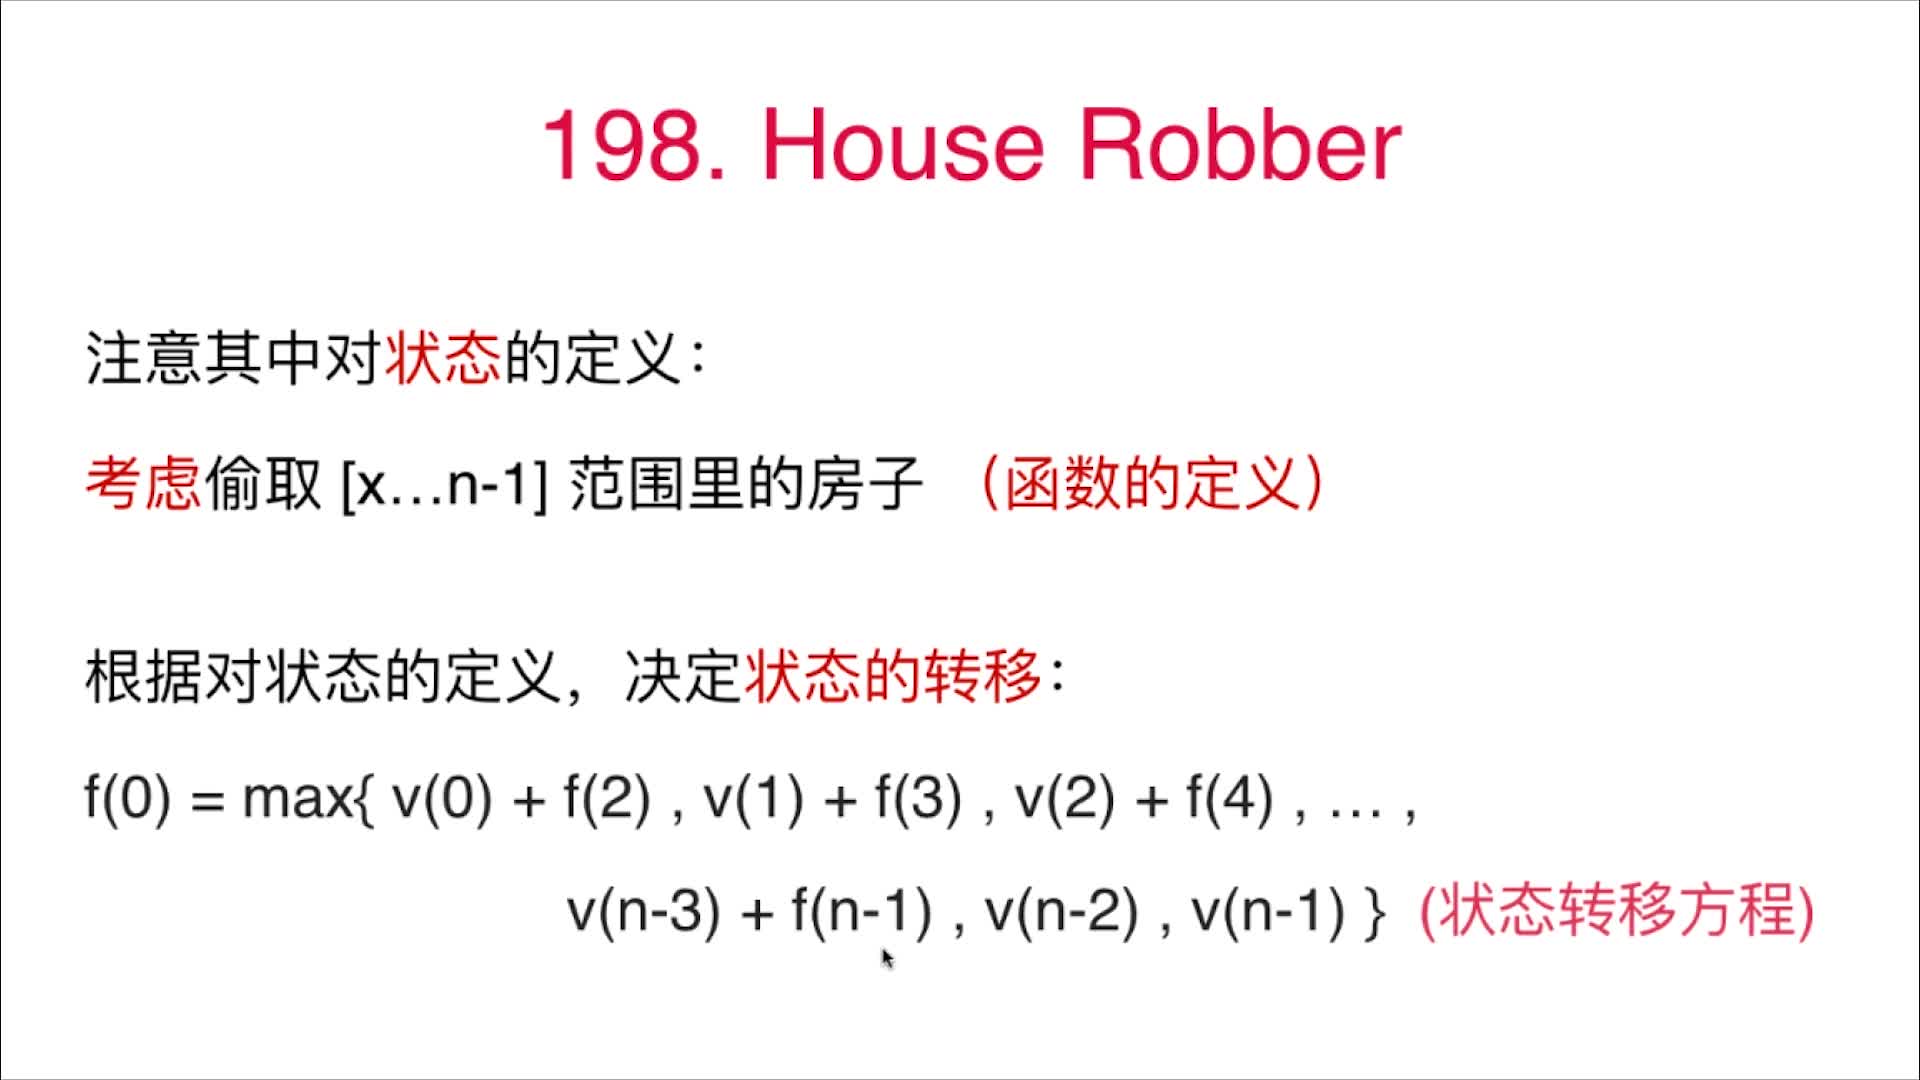 198. House Robber
注意其中对状态的定义：
考虑偷取 [x…n-1] 范围里的房子 （函数的定义）
根据对状态的定义，决定状态的转移：
f(0) = max{ v(0) + f(2) , v(1) + f(3) , v(2) + f(4) , … ,
v(n-3) + f(n-1) , v(n-2) , v(n-1) } (状态转移方程)